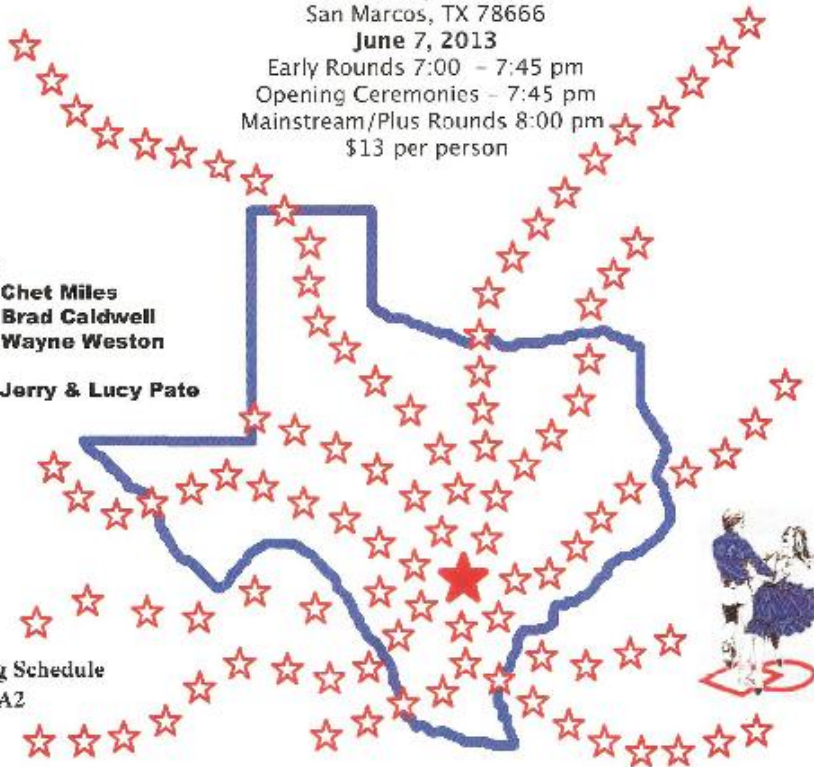 San Marcos, TX 78666
June 7, 2013
Early Rounds 7:00 – 7:45 pm
Opening Ceremonies – 7:45 pm
Mainstream/Plus Rounds 8:00 pm
$13 per person
Chet Miles
Brad Caldwell
Wayne Weston
Jerry & Lucy Pate
g Schedule
A2